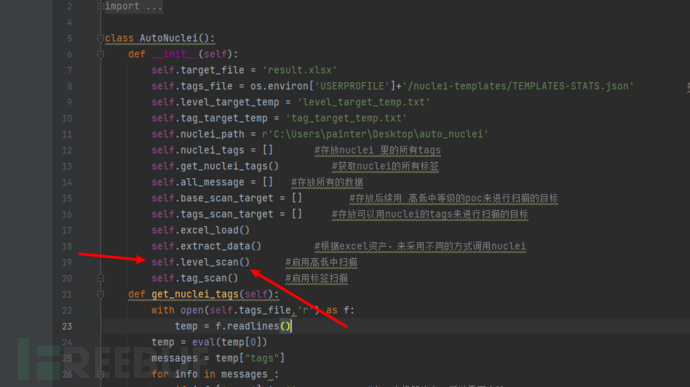 2 import ...
4
5 class AutoNuclei():
6 def __init__(self):
7 self.target_file = 'result.xlsx'
8 self.tags_file = os.environ['USERPROFILE']+'/nuclei-templates/TEMPLATES-STATS.json' #
9 self.level_target_temp = 'level_target_temp.txt'
10 self.tag_target_temp = 'tag_target_temp.txt'
11 self.nuclei_path = r'C:\Users\painter\Desktop\auto_nuclei'
12 self.nuclei_tags = [] #存放nuclei 里的所有tags
13 self.get_nuclei_tags() #获取nuclei的所有标签
14 self.all_message = [] #存放所有的数据
15 self.base_scan_target = [] #存放后续用 高低中等级的poc来进行扫描的目标
16 self.tags_scan_target = [] #存放可以用nuclei的tags来进行扫描的目标
17 self.excel_load()
18 self.extract_data() #根据excel资产，来采用不同的方式调用nuclei
19 self.level_scan() #启用高低中扫描
20 self.tag_scan() #启用标签扫描
21 def get_nuclei_tags(self):
22 with open(self.tags_file,'r') as f:
23 temp = f.readlines()
24 temp = eval(temp[0])
25 messages = temp["tags"]
26 for info in messages :
REEBUF